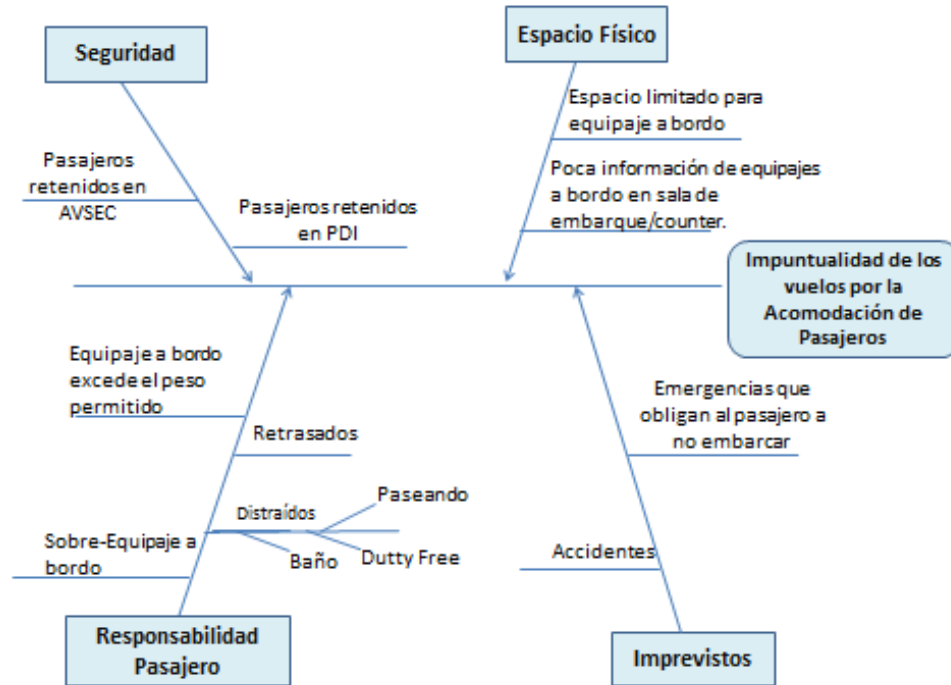 Seguridad
Espacio Físico
Espacio limitado para
equipaje a bordo
Pasajeros
retenidos en
AVSEC
Poca información de equipajes
a bordo en sala de
embarque/counter.
Pasajeros retenidos
en PDI
Impuntualidad de los
vuelos por la
Acomodación de
Pasajeros
Equipaje a bordo
excede el peso
permitido
Retrasados
Emergencias que
obligan al pasajero a
no embarcar
Paseando
Distraídos
Baño
Dutty Free
Sobre-Equipaje a
bordo
Accidentes
Responsabilidad
Pasajero
Imprevistos